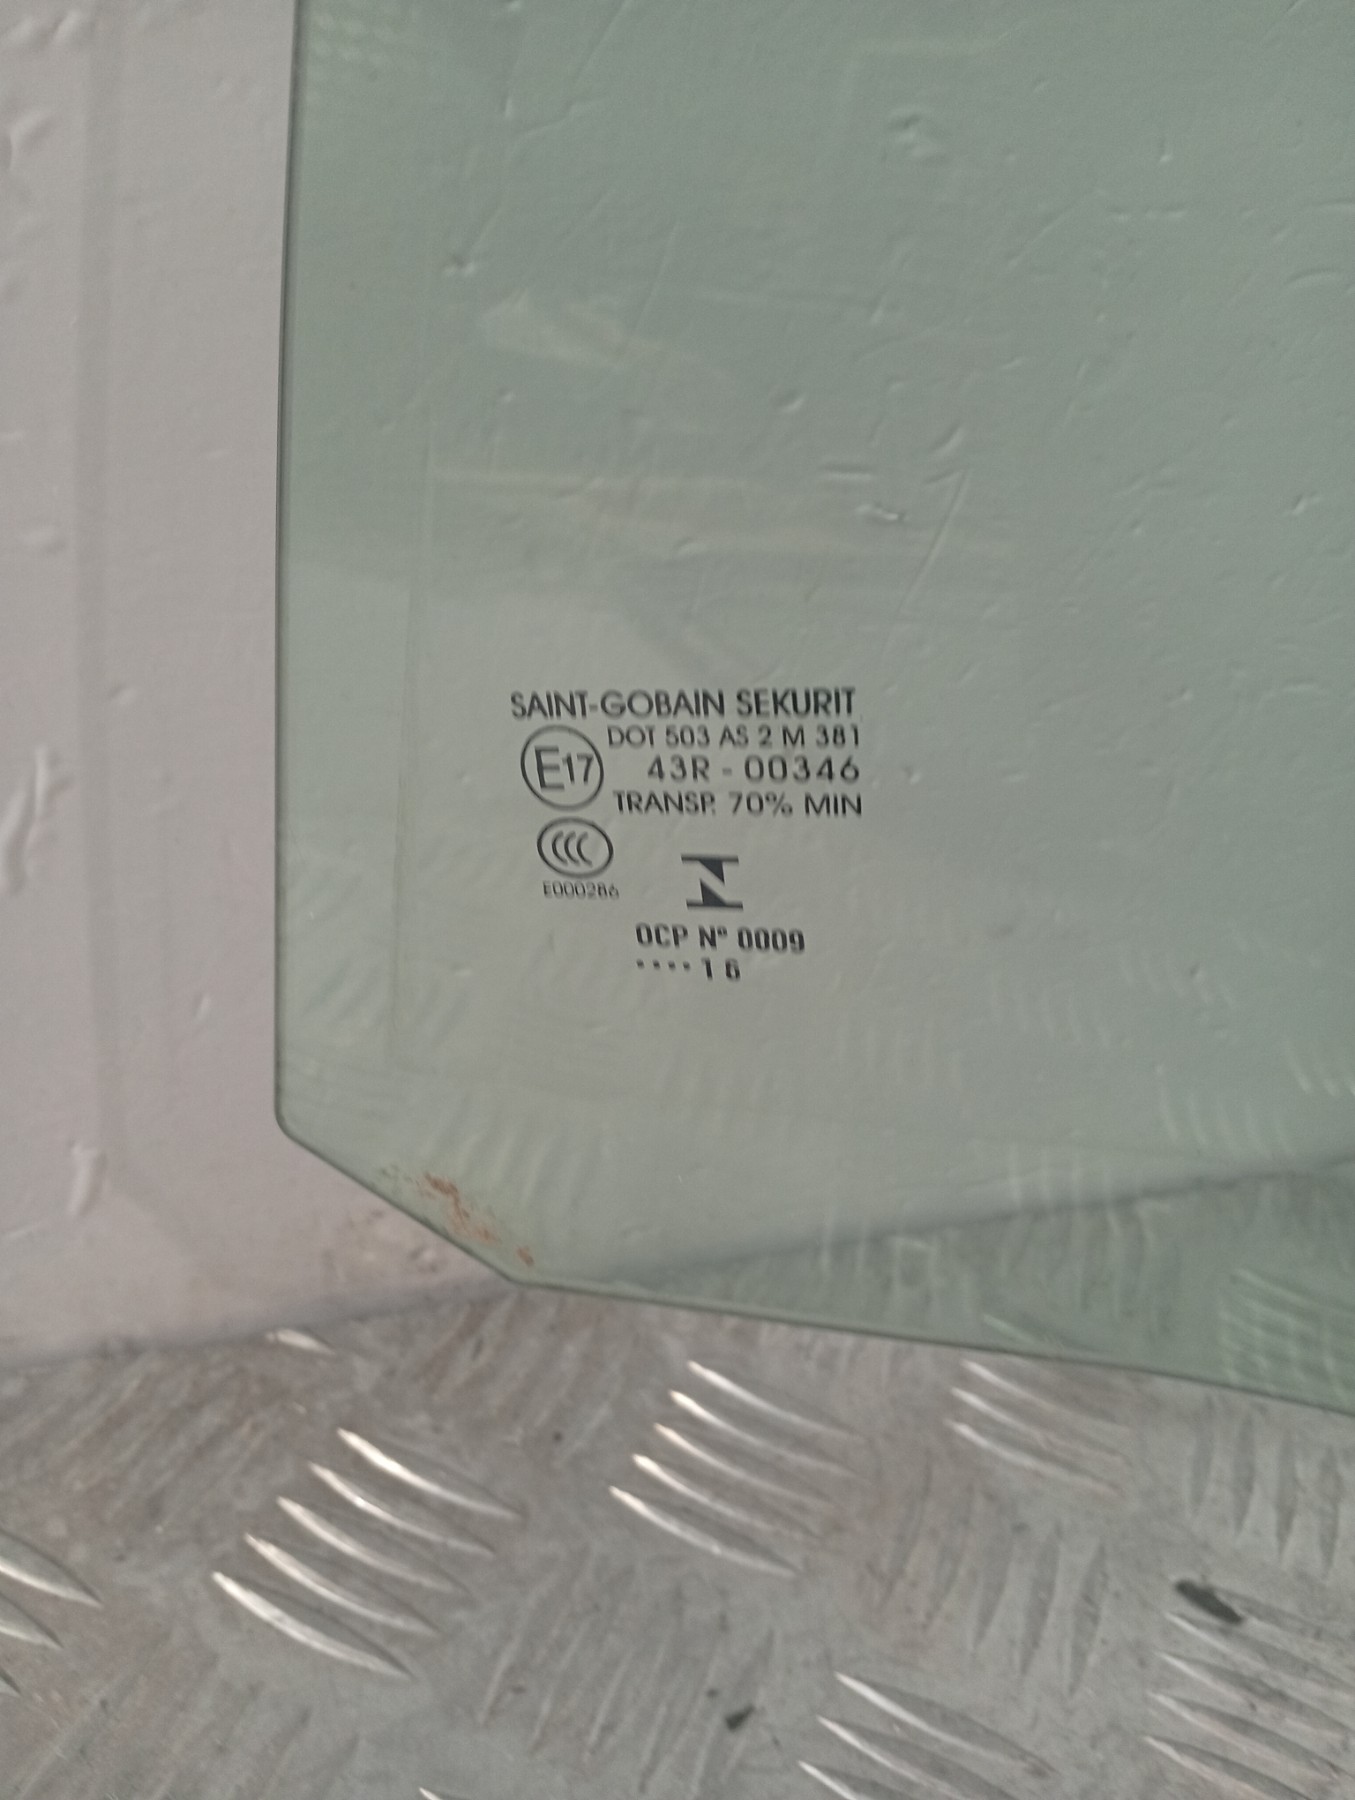 SAINT-GOBAIN SEKURIT
DOT 503 AS 2 M 381
E17
43R - 00346
TRANSP. 70% MIN
CCC
E000286
OCP Nº 0009
····16